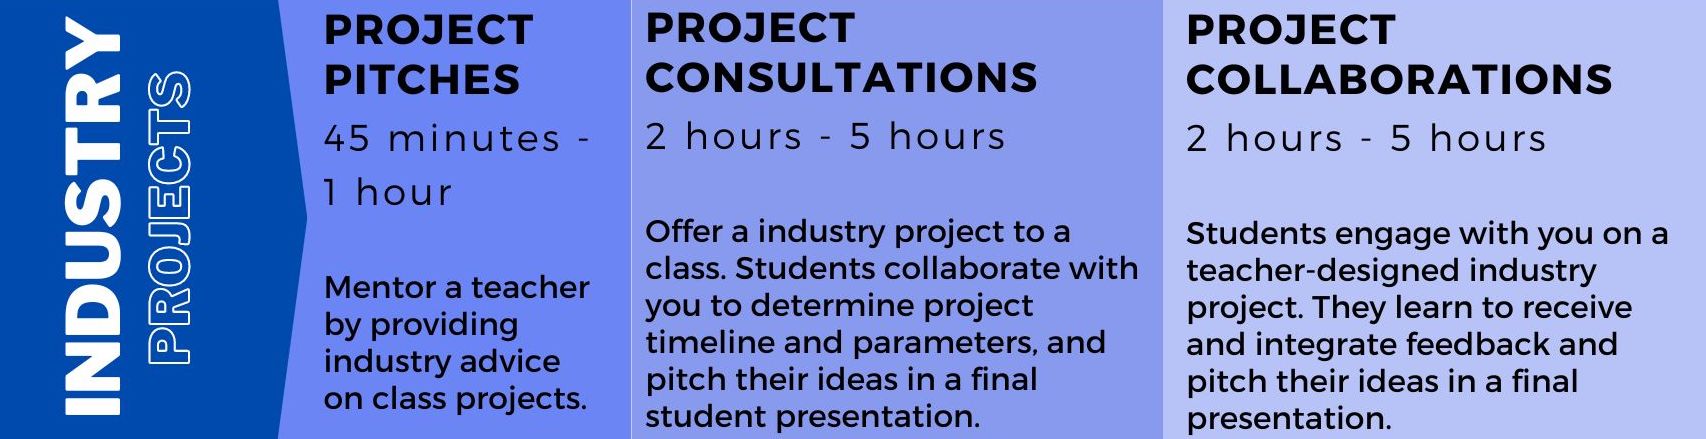 INDUSTRY
PROJECTS
PROJECT
PITCHES
45 minutes -
1 hour
Mentor a teacher
by providing
industry advice
on class projects.
PROJECT
CONSULTATIONS
2 hours - 5 hours
Offer a industry project to a
class. Students collaborate with
you to determine project
timeline and parameters, and
pitch their ideas in a final
student presentation.
PROJECT
COLLABORATIONS
2 hours - 5 hours
Students engage with you on a
teacher-designed industry
project. They learn to receive
and integrate feedback and
pitch their ideas in a final
presentation.